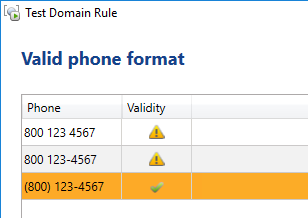 Test Domain Rule
Valid phone format
Phone Validity
800 123 4567
800 123-4567
(800) 123-4567